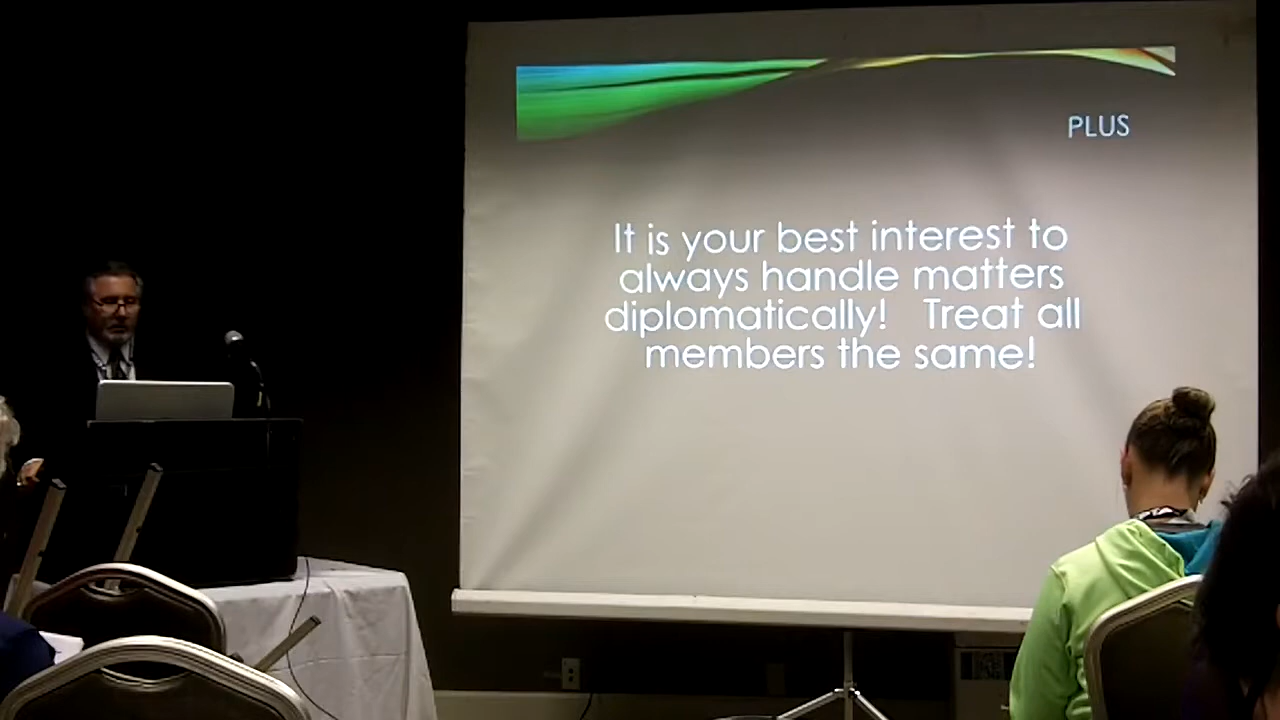 PLUS
It is your best interest to
always handle matters
diplomatically! Treat all
members the same!